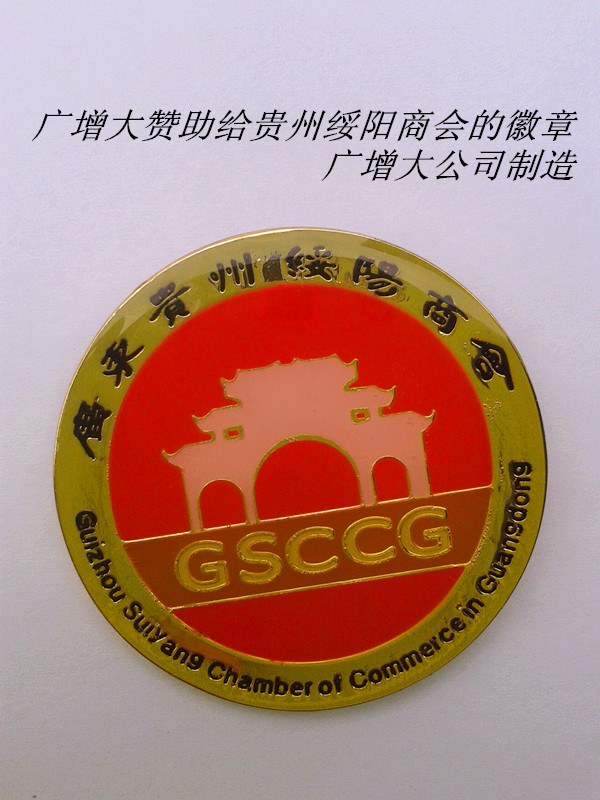 广增大赞助给贵州绥阳商会的徽章
广增大公司制造
廣東貴州綏陽商會
GSCCG
Guizhou Suiyang Chamber of Commerce in Guangdong